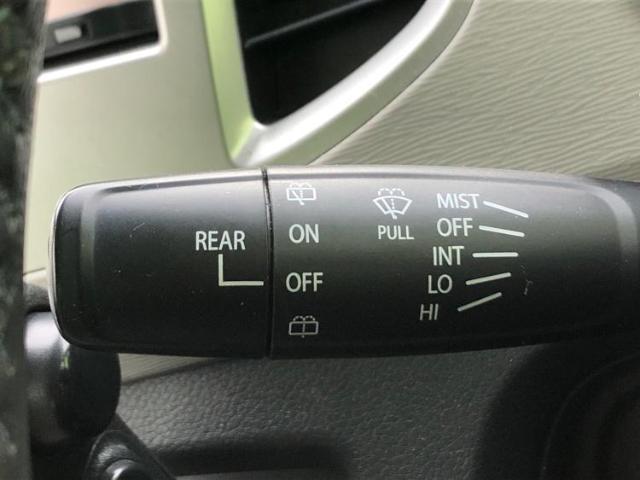 REAR
ON
OFF
PULL
MIST
OFF
INT
LO
HI